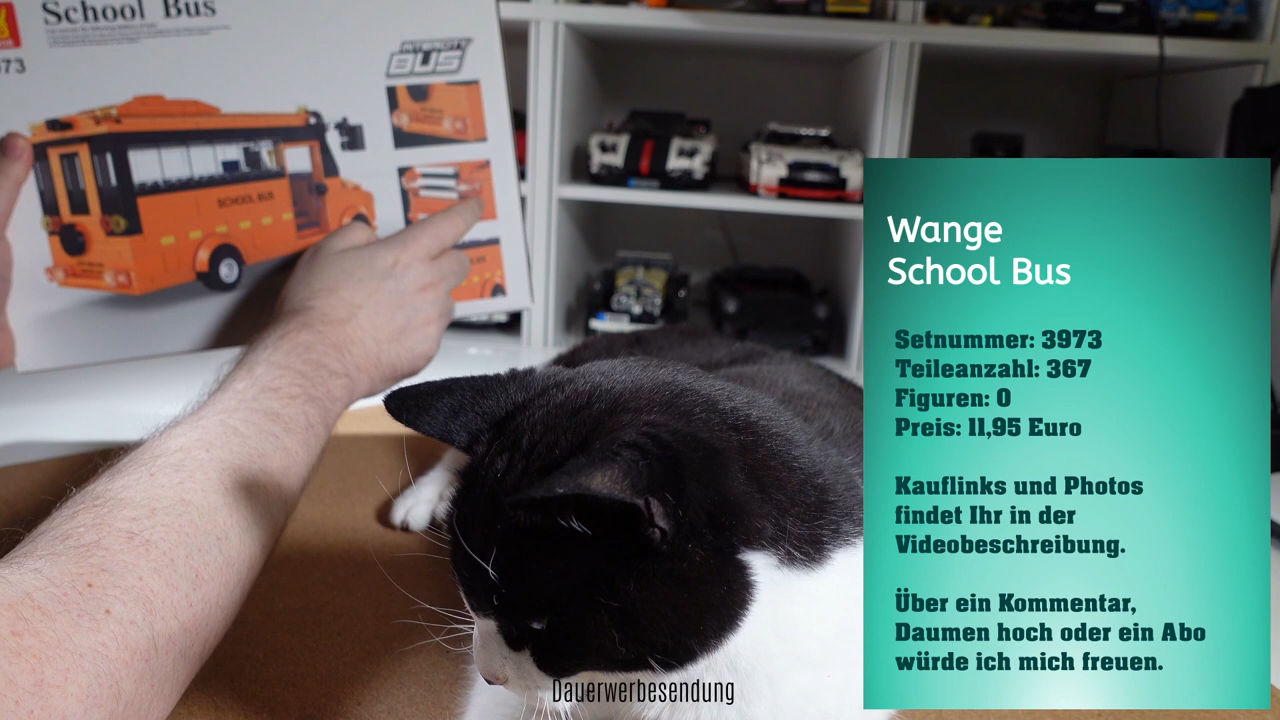 School Bus
73
INTERCITY
BUS
SCHOOL BUS
Wange
School Bus
Setnummer: 3973
Teileanzahl: 367
Figuren: 0
Preis: 11,95 Euro
Kauflinks und Photos
findet Ihr in der
Videobeschreibung.
Über ein Kommentar,
Daumen hoch oder ein Abo
würde ich mich freuen.
Dauerwerbesendung